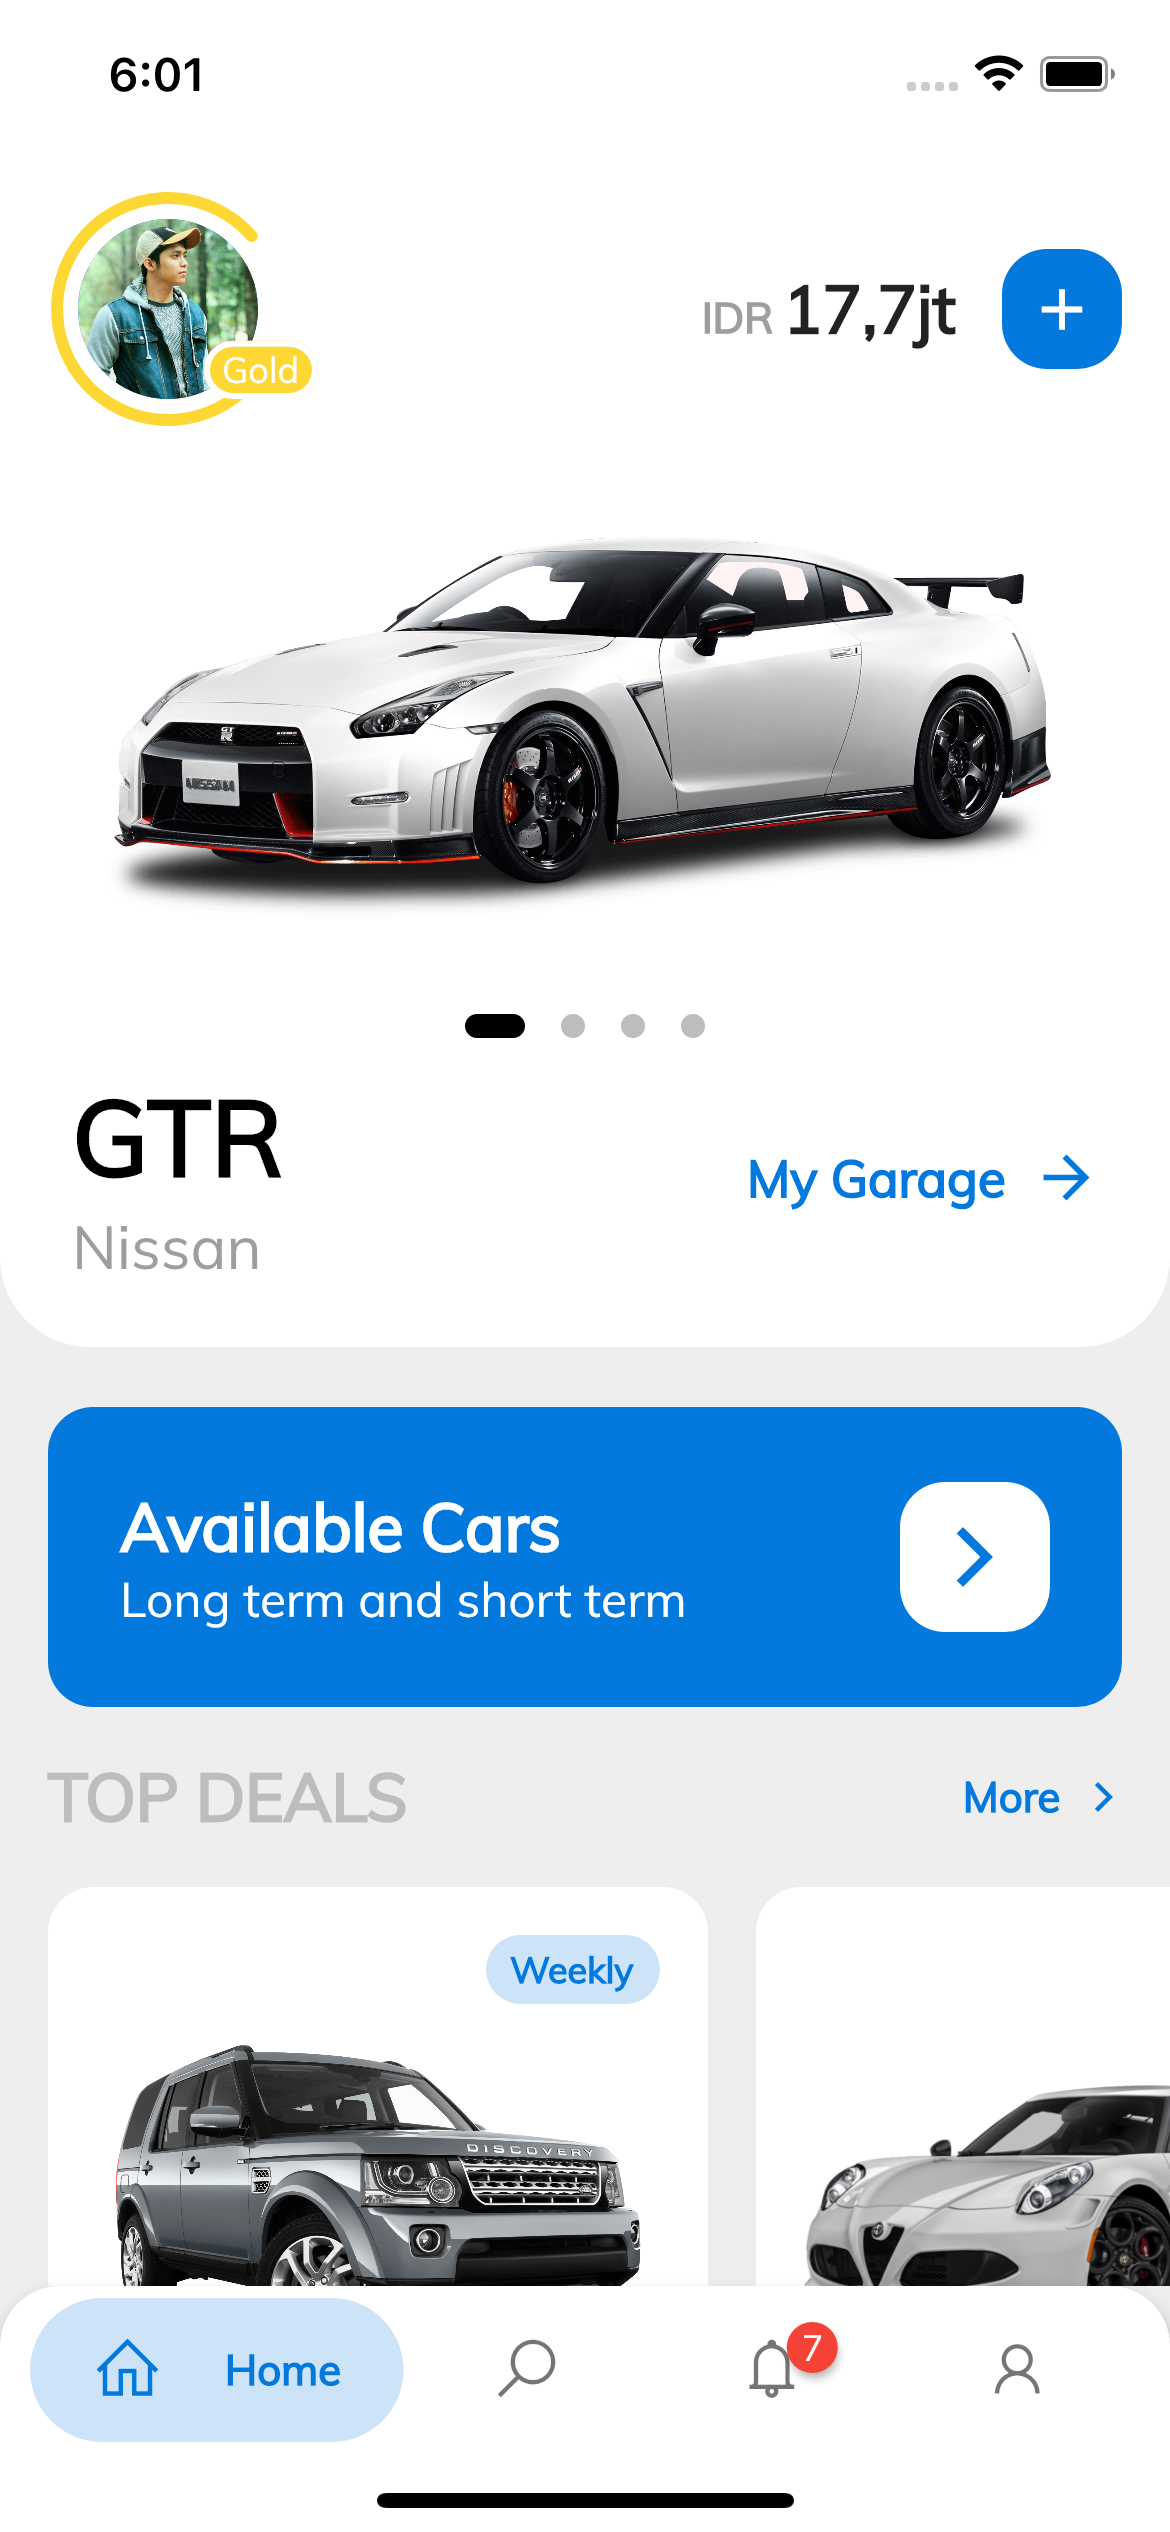 6:01
Gold
IDR 17,7jt
NISSAN
GTR
Nissan
My Garage
Available Cars
Long term and short term
TOP DEALS
More
Weekly
DISCOVERY
Home
7